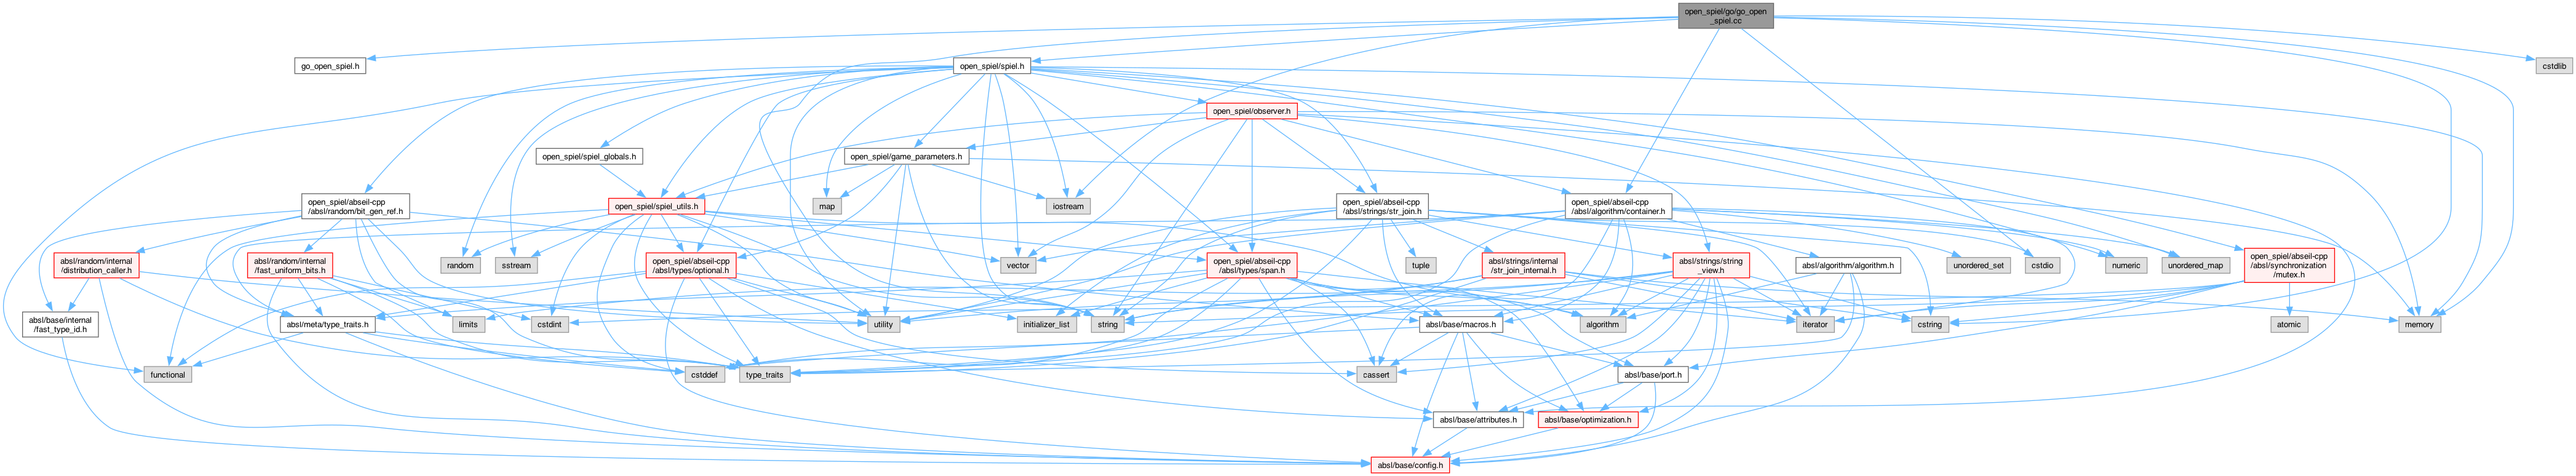 open_spiel/go/go_open
_spiel.cc
go_open_spiel.h
open_spiel/spiel.h
cstdlib
open_spiel/observer.h
open_spiel/spiel_globals.h
open_spiel/game_parameters.h
open_spiel/abseil-cpp
/absl/random/bit_gen_ref.h
open_spiel/spiel_utils.h
map
iostream
open_spiel/abseil-cpp
/absl/strings/str_join.h
open_spiel/abseil-cpp
/absl/algorithm/container.h
absl/random/internal
/distribution_caller.h
absl/random/internal
/fast_uniform_bits.h
random
sstream
open_spiel/abseil-cpp
/absl/types/optional.h
vector
open_spiel/abseil-cpp
/absl/types/span.h
tuple
absl/strings/internal
/str_join_internal.h
absl/strings/string
_view.h
absl/algorithm/algorithm.h
unordered_set
cstdio
numeric
unordered_map
open_spiel/abseil-cpp
/absl/synchronization
/mutex.h
absl/base/internal
/fast_type_id.h
absl/meta/type_traits.h
limits
cstdint
utility
initializer_list
string
absl/base/macros.h
algorithm
iterator
cstring
atomic
memory
functional
cstddef
type_traits
cassert
absl/base/port.h
absl/base/attributes.h
absl/base/optimization.h
absl/base/config.h